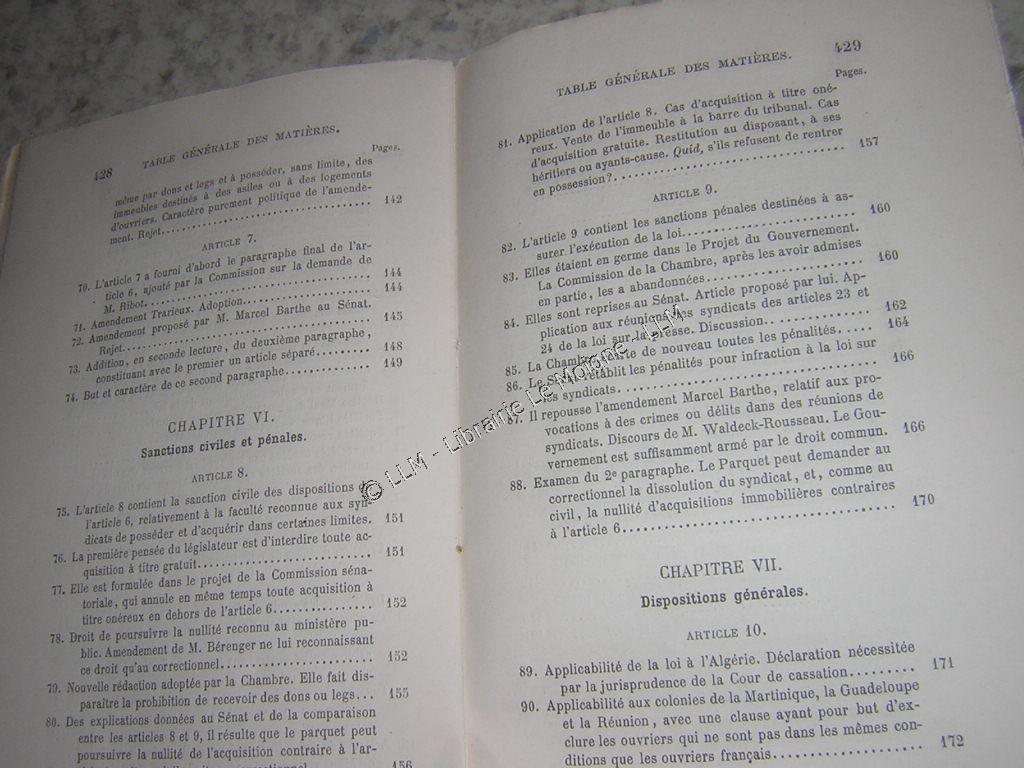 428 TABLE GÉNÉRALE DES MATIÈRES.
Pages.
même par dons et legs et à posséder, sans limite, des
immeubles destinés à des asiles ou à des logements
d'ouvriers. Caractère purement politique de l'amende-
ment. Rejet. 142
ARTICLE 7.
70. L'article 7 a fourni d'abord le paragraphe final de l'ar-
ticle 6, ajouté par la Commission sur la demande de
M. Ribot. 144
71. Amendement Trarieux. Adoption. 144
72. Amendement proposé par M. Marcel Barthe au Sénat.
Rejet. 145
73. Addition, en seconde lecture, du deuxième paragraphe,
constituant avec le premier un article séparé. 148
74. But et caractère de ce second paragraphe. 149
CHAPITRE VI.
Sanctions civiles et pénales.
ARTICLE 8.
75. L'article 8 contient la sanction civile des dispositions de
l'article 6, relativement à la faculté reconnue aux syn-
dicats de posséder et d'acquérir dans certaines limites. 151
76. La première pensée du législateur est d'interdire toute ac-
quisition à titre gratuit. 151
77. Elle est formulée dans le projet de la Commission séna-
toriale, qui annule en même temps toute acquisition à
titre onéreux en dehors de l'article 6. 152
78. Droit de poursuivre la nullité reconnu au ministère pu-
blic. Amendement de M. Bérenger ne lui reconnaissant
ce droit qu'au correctionnel. 152
79. Nouvelle rédaction adoptée par la Chambre. Elle fait dis-
paraître la prohibition de recevoir des dons ou legs... 155
80. Des explications données au Sénat et de la comparaison
entre les articles 8 et 9, il résulte que le parquet peut
poursuivre la nullité de l'acquisition contraire à l'ar-
156
TABLE GÉNÉRALE DES MATIÈRES. 429
Pages.
81. Application de l'article 8. Cas d'acquisition à titre oné-
reux. Vente de l'immeuble à la barre du tribunal. Cas
d'acquisition gratuite. Restitution au disposant, à ses
héritiers ou ayants-cause. Quid, s'ils refusent de rentrer
en possession?. 157
ARTICLE 9.
82. L'article 9 contient les sanctions pénales destinées à as-
surer l'exécution de la loi. 160
83. Elles étaient en germe dans le Projet du Gouvernement.
La Commission de la Chambre, après les avoir admises
en partie, les a abandonnées. 160
84. Elles sont reprises au Sénat. Article proposé par lui. Ap-
plication aux réunions des syndicats des articles 23 et
24 de la loi sur la presse. Discussion. 162
85. La Chambre de nouveau toutes les pénalités. 164
86. Le établit les pénalités pour infraction à la loi sur
les syndicats. 166
87. Il repousse l'amendement Marcel Barthe, relatif aux pro-
vocations à des crimes ou délits dans des réunions de
syndicats. Discours de M. Waldeck-Rousseau. Le Gou-
vernement est suffisamment armé par le droit commun. 166
88. Examen du 2e paragraphe. Le Parquet peut demander au
correctionnel la dissolution du syndicat, et, comme au
civil, la nullité d'acquisitions immobilières contraires
à l'article 6. 170
CHAPITRE VII.
Dispositions générales.
ARTICLE 10.
89. Applicabilité de la loi à l'Algérie. Déclaration nécessitée
par la jurisprudence de la Cour de cassation. 171
90. Applicabilité aux colonies de la Martinique, la Guadeloupe
et la Réunion, avec une clause ayant pour but d'ex-
clure les ouvriers qui ne sont pas dans les mêmes con-
ditions que les ouvriers français. 172
© LLM - Librairie Le Moigne - LLM